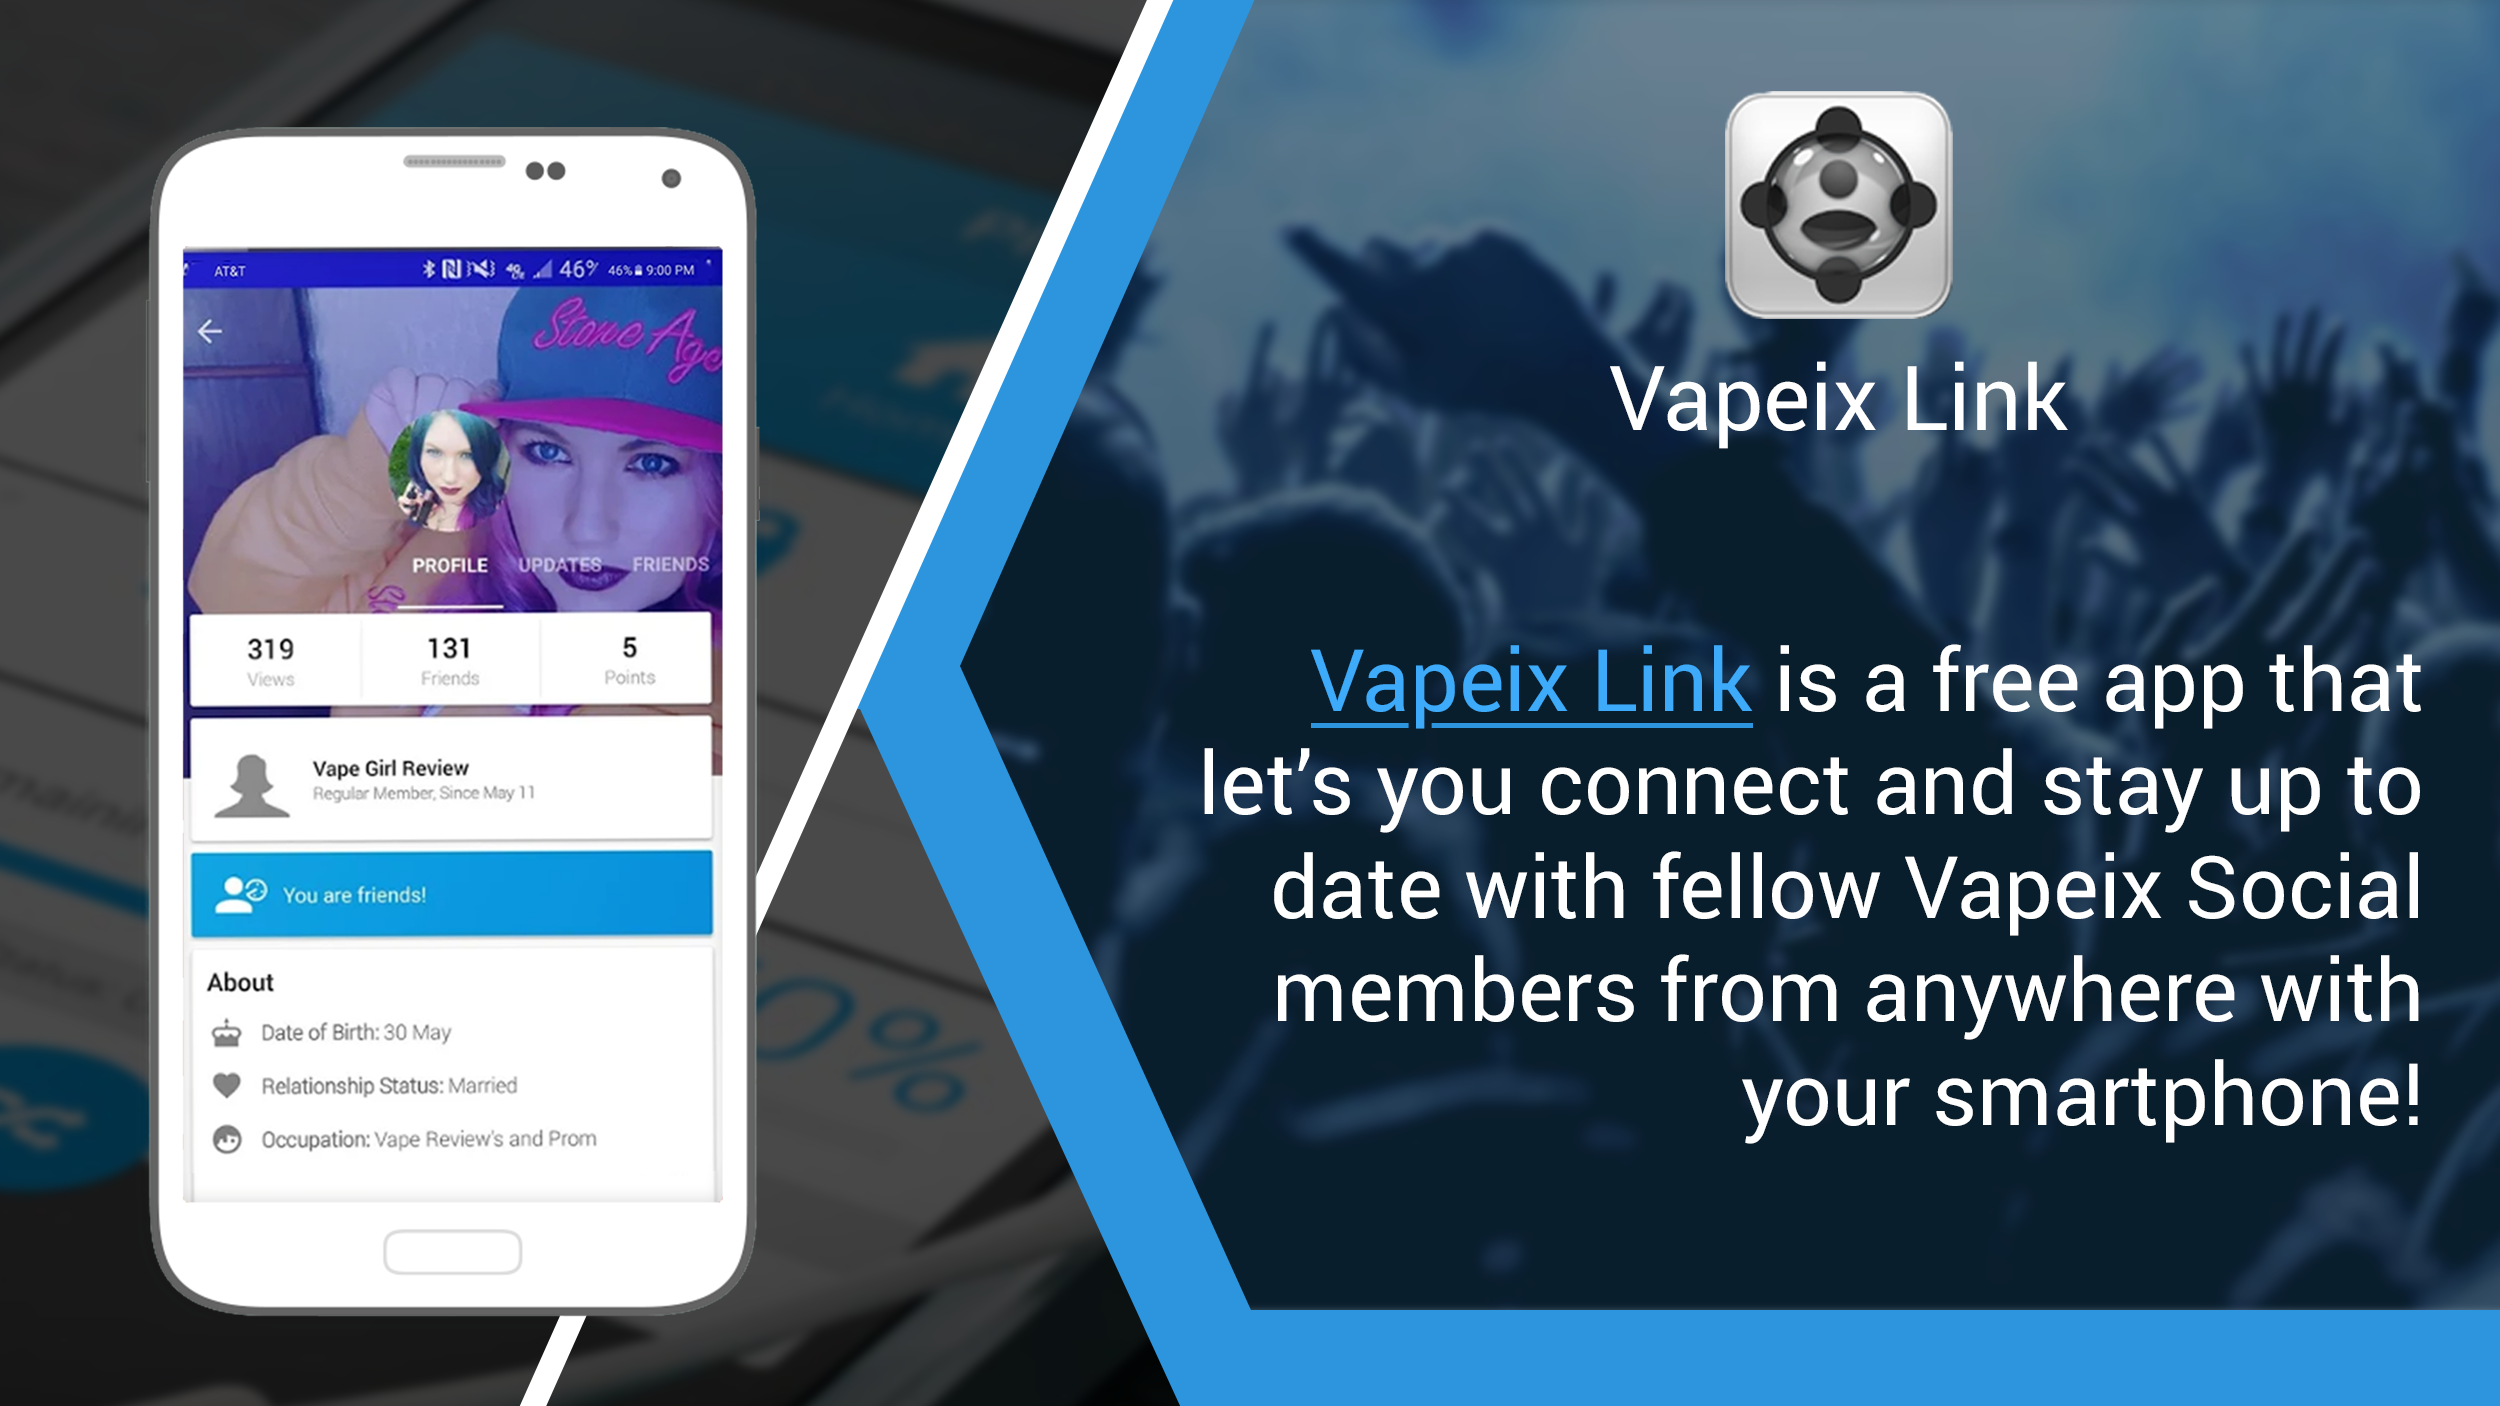 AT&T 46% 46% 9:00 PM
Stone Age
PROFILE UPDATES FRIENDS
319 131 5
Views Friends Points
Vape Girl Review
Regular Member, Since May 11
You are friends!
About
Date of Birth: 30 May
Relationship Status: Married
Occupation: Vape Review's and Prom
Vapeix Link
Vapeix Link is a free app that
let’s you connect and stay up to
date with fellow Vapeix Social
members from anywhere with
your smartphone!